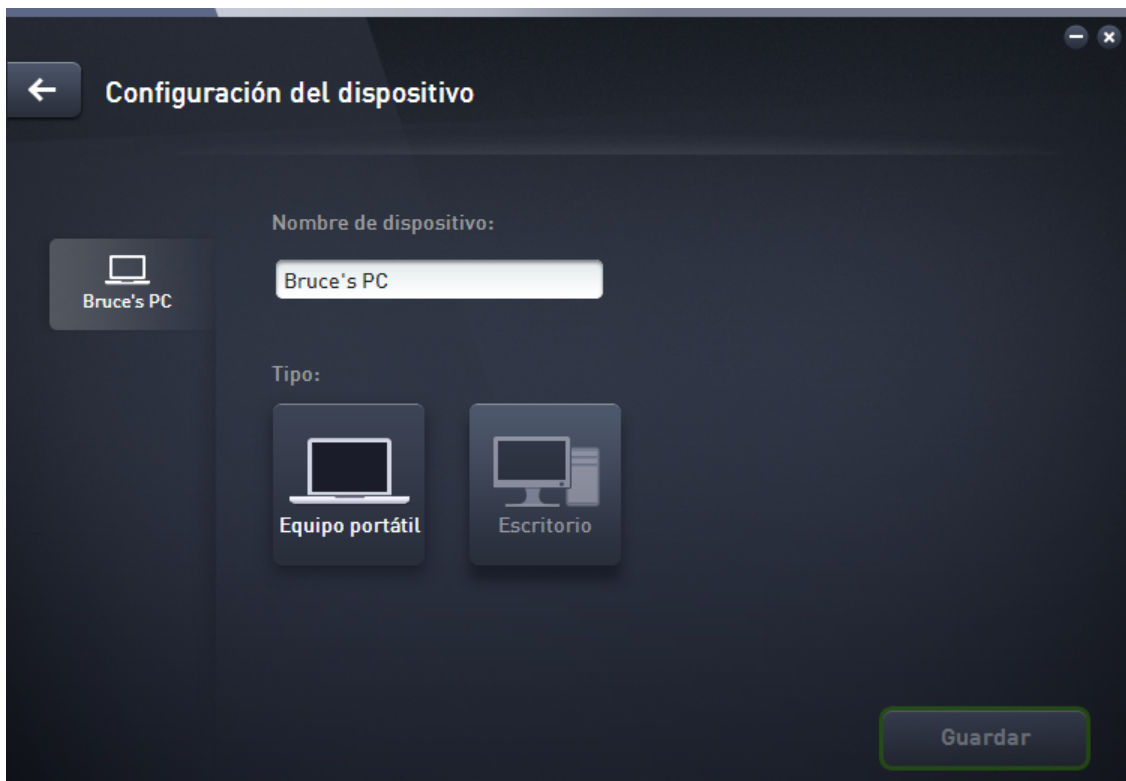 Configuración del dispositivo
Nombre de dispositivo:
Bruce's PC
Bruce's PC
Tipo:
Equipo portátil
Escritorio
Guardar